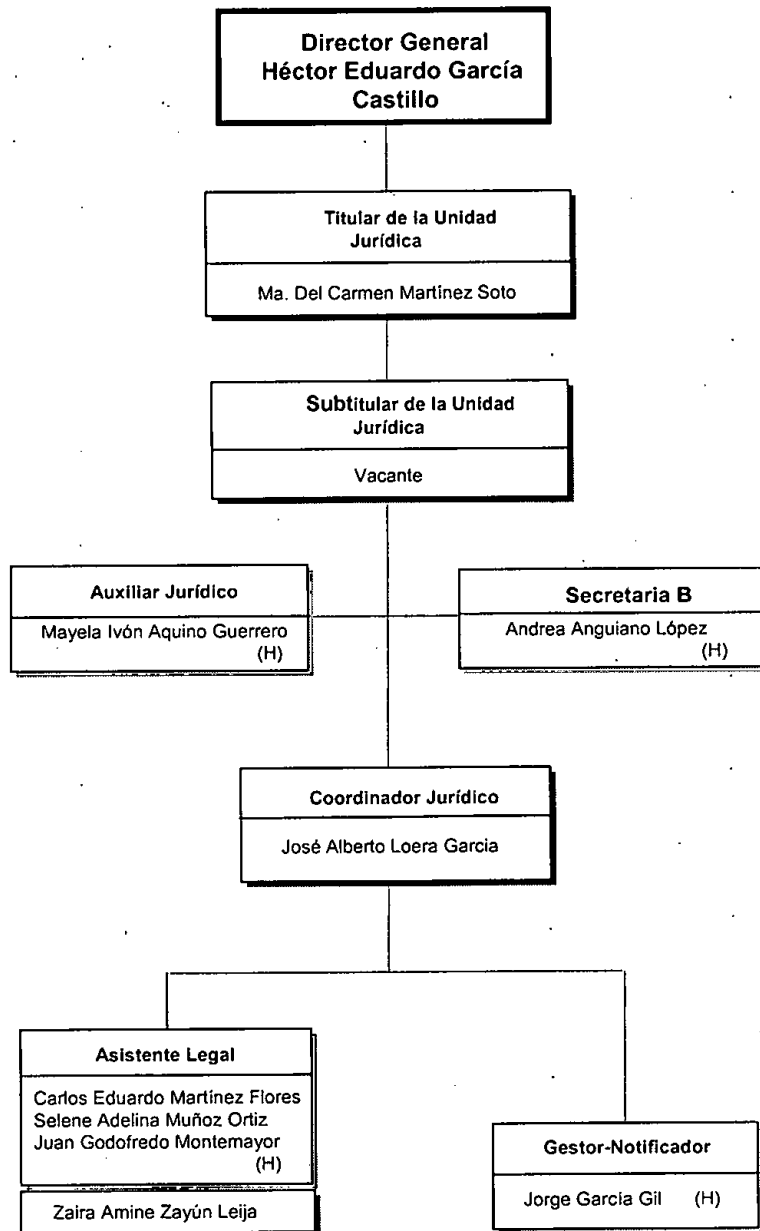 Director General
Héctor Eduardo García
Castillo
Titular de la Unidad
Jurídica
Ma. Del Carmen Martinez Soto
Subtitular de la Unidad
Jurídica
Vacante
Auxiliar Jurídico
Mayela Ivón Aquino Guerrero
(H)
Secretaria B
Andrea Anguiano López
(H)
Coordinador Jurídico
José Alberto Loera Garcia
Asistente Legal
Carlos Eduardo Martínez Flores
Selene Adelina Muñoz Ortiz
Juan Godofredo Montemayor
(H)
Zaira Amine Zayún Leija
Gestor-Notificador
Jorge García Gil (H)